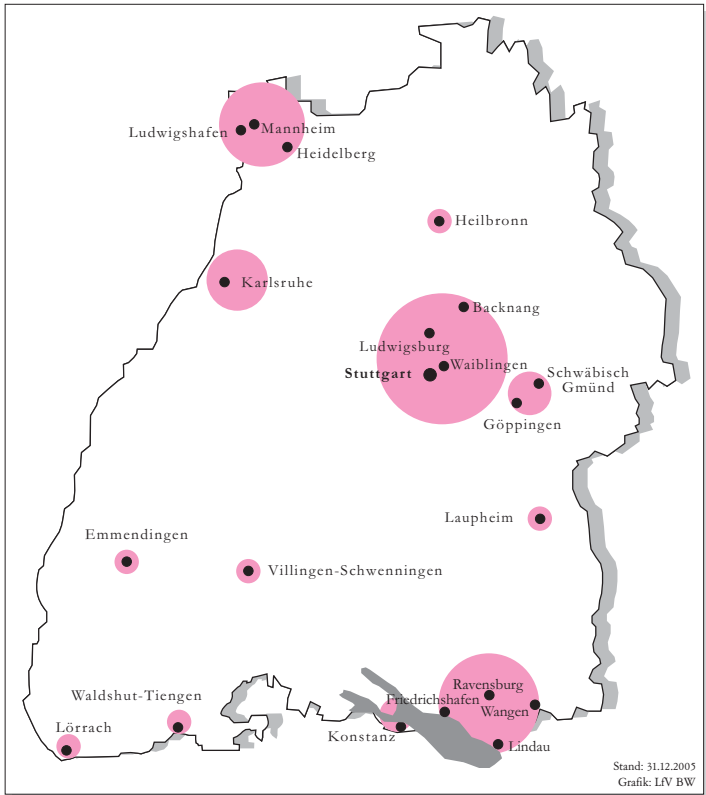 Ludwigshafen
Mannheim
Heidelberg
Heilbronn
Karlsruhe
Backnang
Ludwigsburg
Waiblingen
Stuttgart
Schwäbisch
Gmünd
Göppingen
Laupheim
Emmendingen
Villingen-Schwenningen
Ravensburg
Waldshut-Tiengen
Friedrichshafen
Wangen
Lörrach
Konstanz
Lindau
Stand: 31.12.2005
Grafik: LfV BW